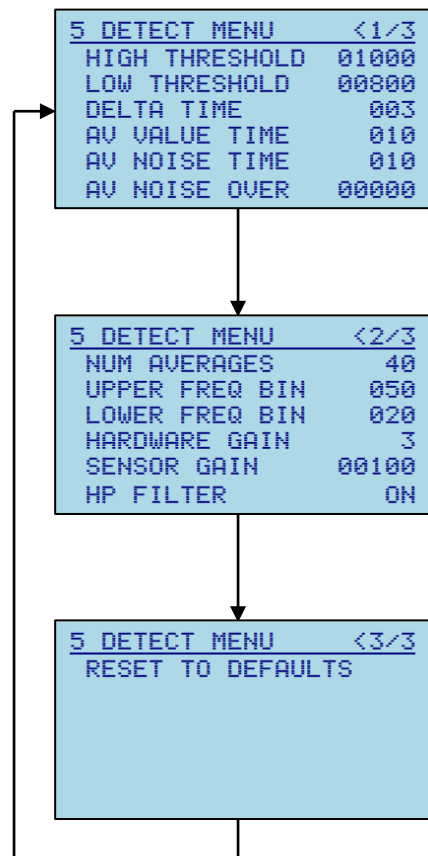 5 DETECT MENU <1/3
HIGH THRESHOLD 01000
LOW THRESHOLD 00800
DELTA TIME 003
AV VALUE TIME 010
AV NOISE TIME 010
AV NOISE OVER 00000
5 DETECT MENU <2/3
NUM AVERAGES 40
UPPER FREQ BIN 050
LOWER FREQ BIN 020
HARDWARE GAIN 3
SENSOR GAIN 00100
HP FILTER ON
5 DETECT MENU <3/3
RESET TO DEFAULTS